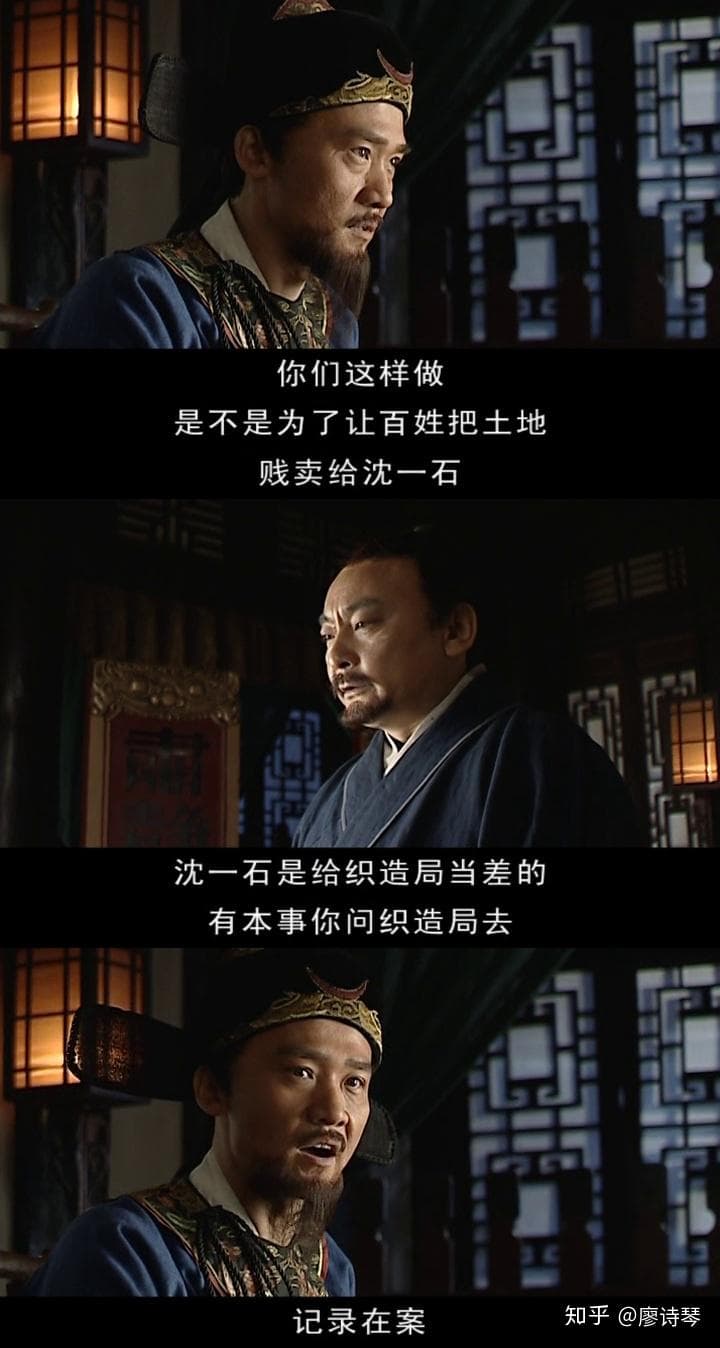 你们这样做
是不是为了让百姓把土地
贱卖给沈一石
沈一石是给织造局当差的
有本事你问织造局去
记录在案
知乎 @廖诗琴